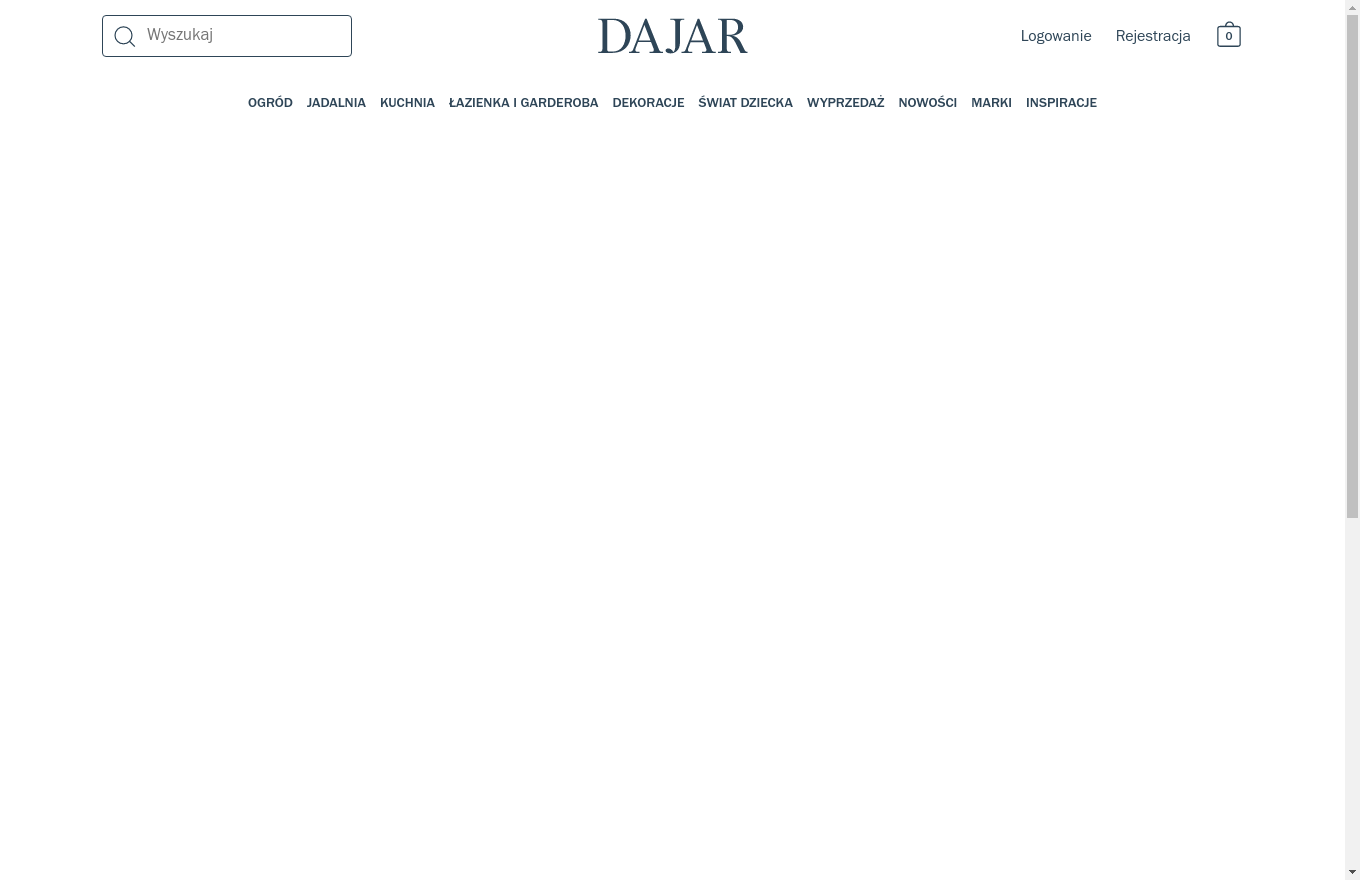 Wyszukaj
DAJAR
Logowanie
Rejestracja
0
OGRÓD JADALNIA KUCHNIA ŁAZIENKA I GARDEROBA DEKORACJE ŚWIAT DZIECKA WYPRZEDAŻ NOWOŚCI MARKI INSPIRACJE